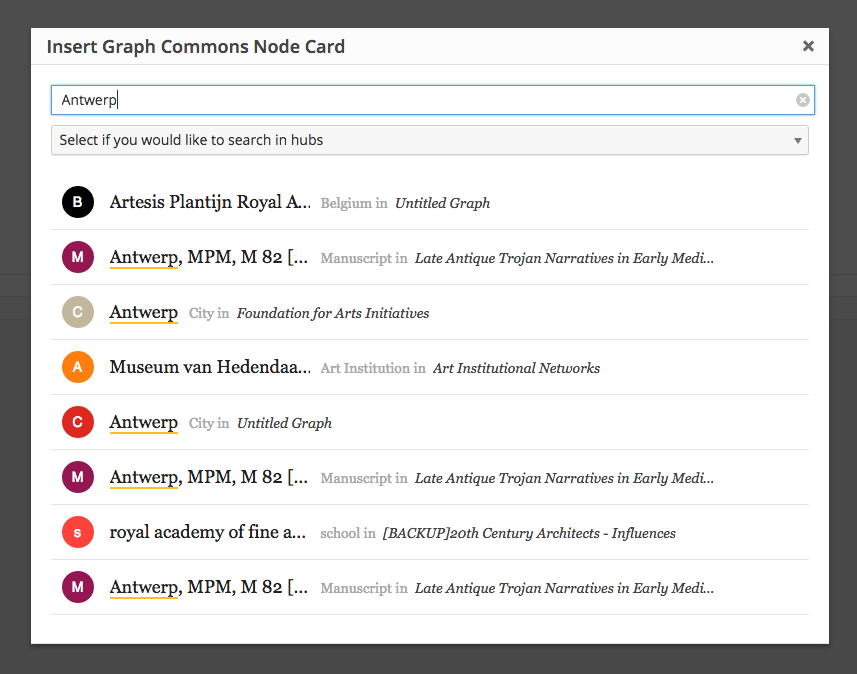 Insert Graph Commons Node Card ×
Antwerp
Select if you would like to search in hubs
B Artesis Plantijn Royal A... Belgium in Untitled Graph
M Antwerp, MPM, M 82 [... Manuscript in Late Antique Trojan Narratives in Early Medi...
C Antwerp City in Foundation for Arts Initiatives
A Museum van Hedendaa... Art Institution in Art Institutional Networks
C Antwerp City in Untitled Graph
M Antwerp, MPM, M 82 [... Manuscript in Late Antique Trojan Narratives in Early Medi...
s royal academy of fine a... school in [BACKUP]20th Century Architects - Influences
M Antwerp, MPM, M 82 [... Manuscript in Late Antique Trojan Narratives in Early Medi...